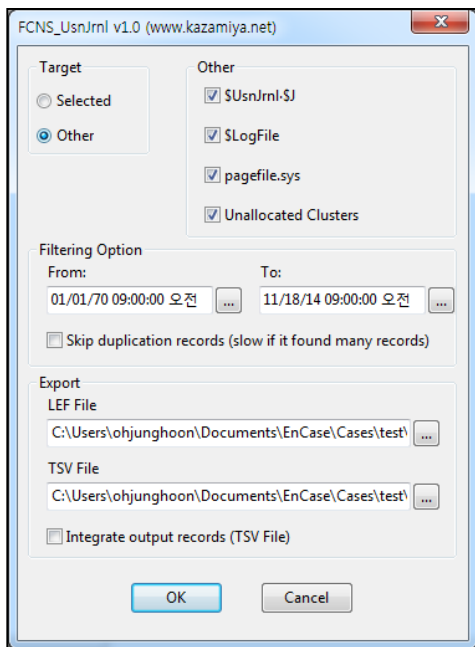 FCNS_UsnJrnl v1.0 (www.kazamiya.net)
Target
Selected
Other
Other
$UsnJrnl·$J
$LogFile
pagefile.sys
Unallocated Clusters
Filtering Option
From: To:
01/01/70 09:00:00 오전 ... 11/18/14 09:00:00 오전 ...
Skip duplication records (slow if it found many records)
Export
LEF File
C:\Users\ohjunghoon\Documents\EnCase\Cases\test\ ...
TSV File
C:\Users\ohjunghoon\Documents\EnCase\Cases\test\ ...
Integrate output records (TSV File)
OK Cancel